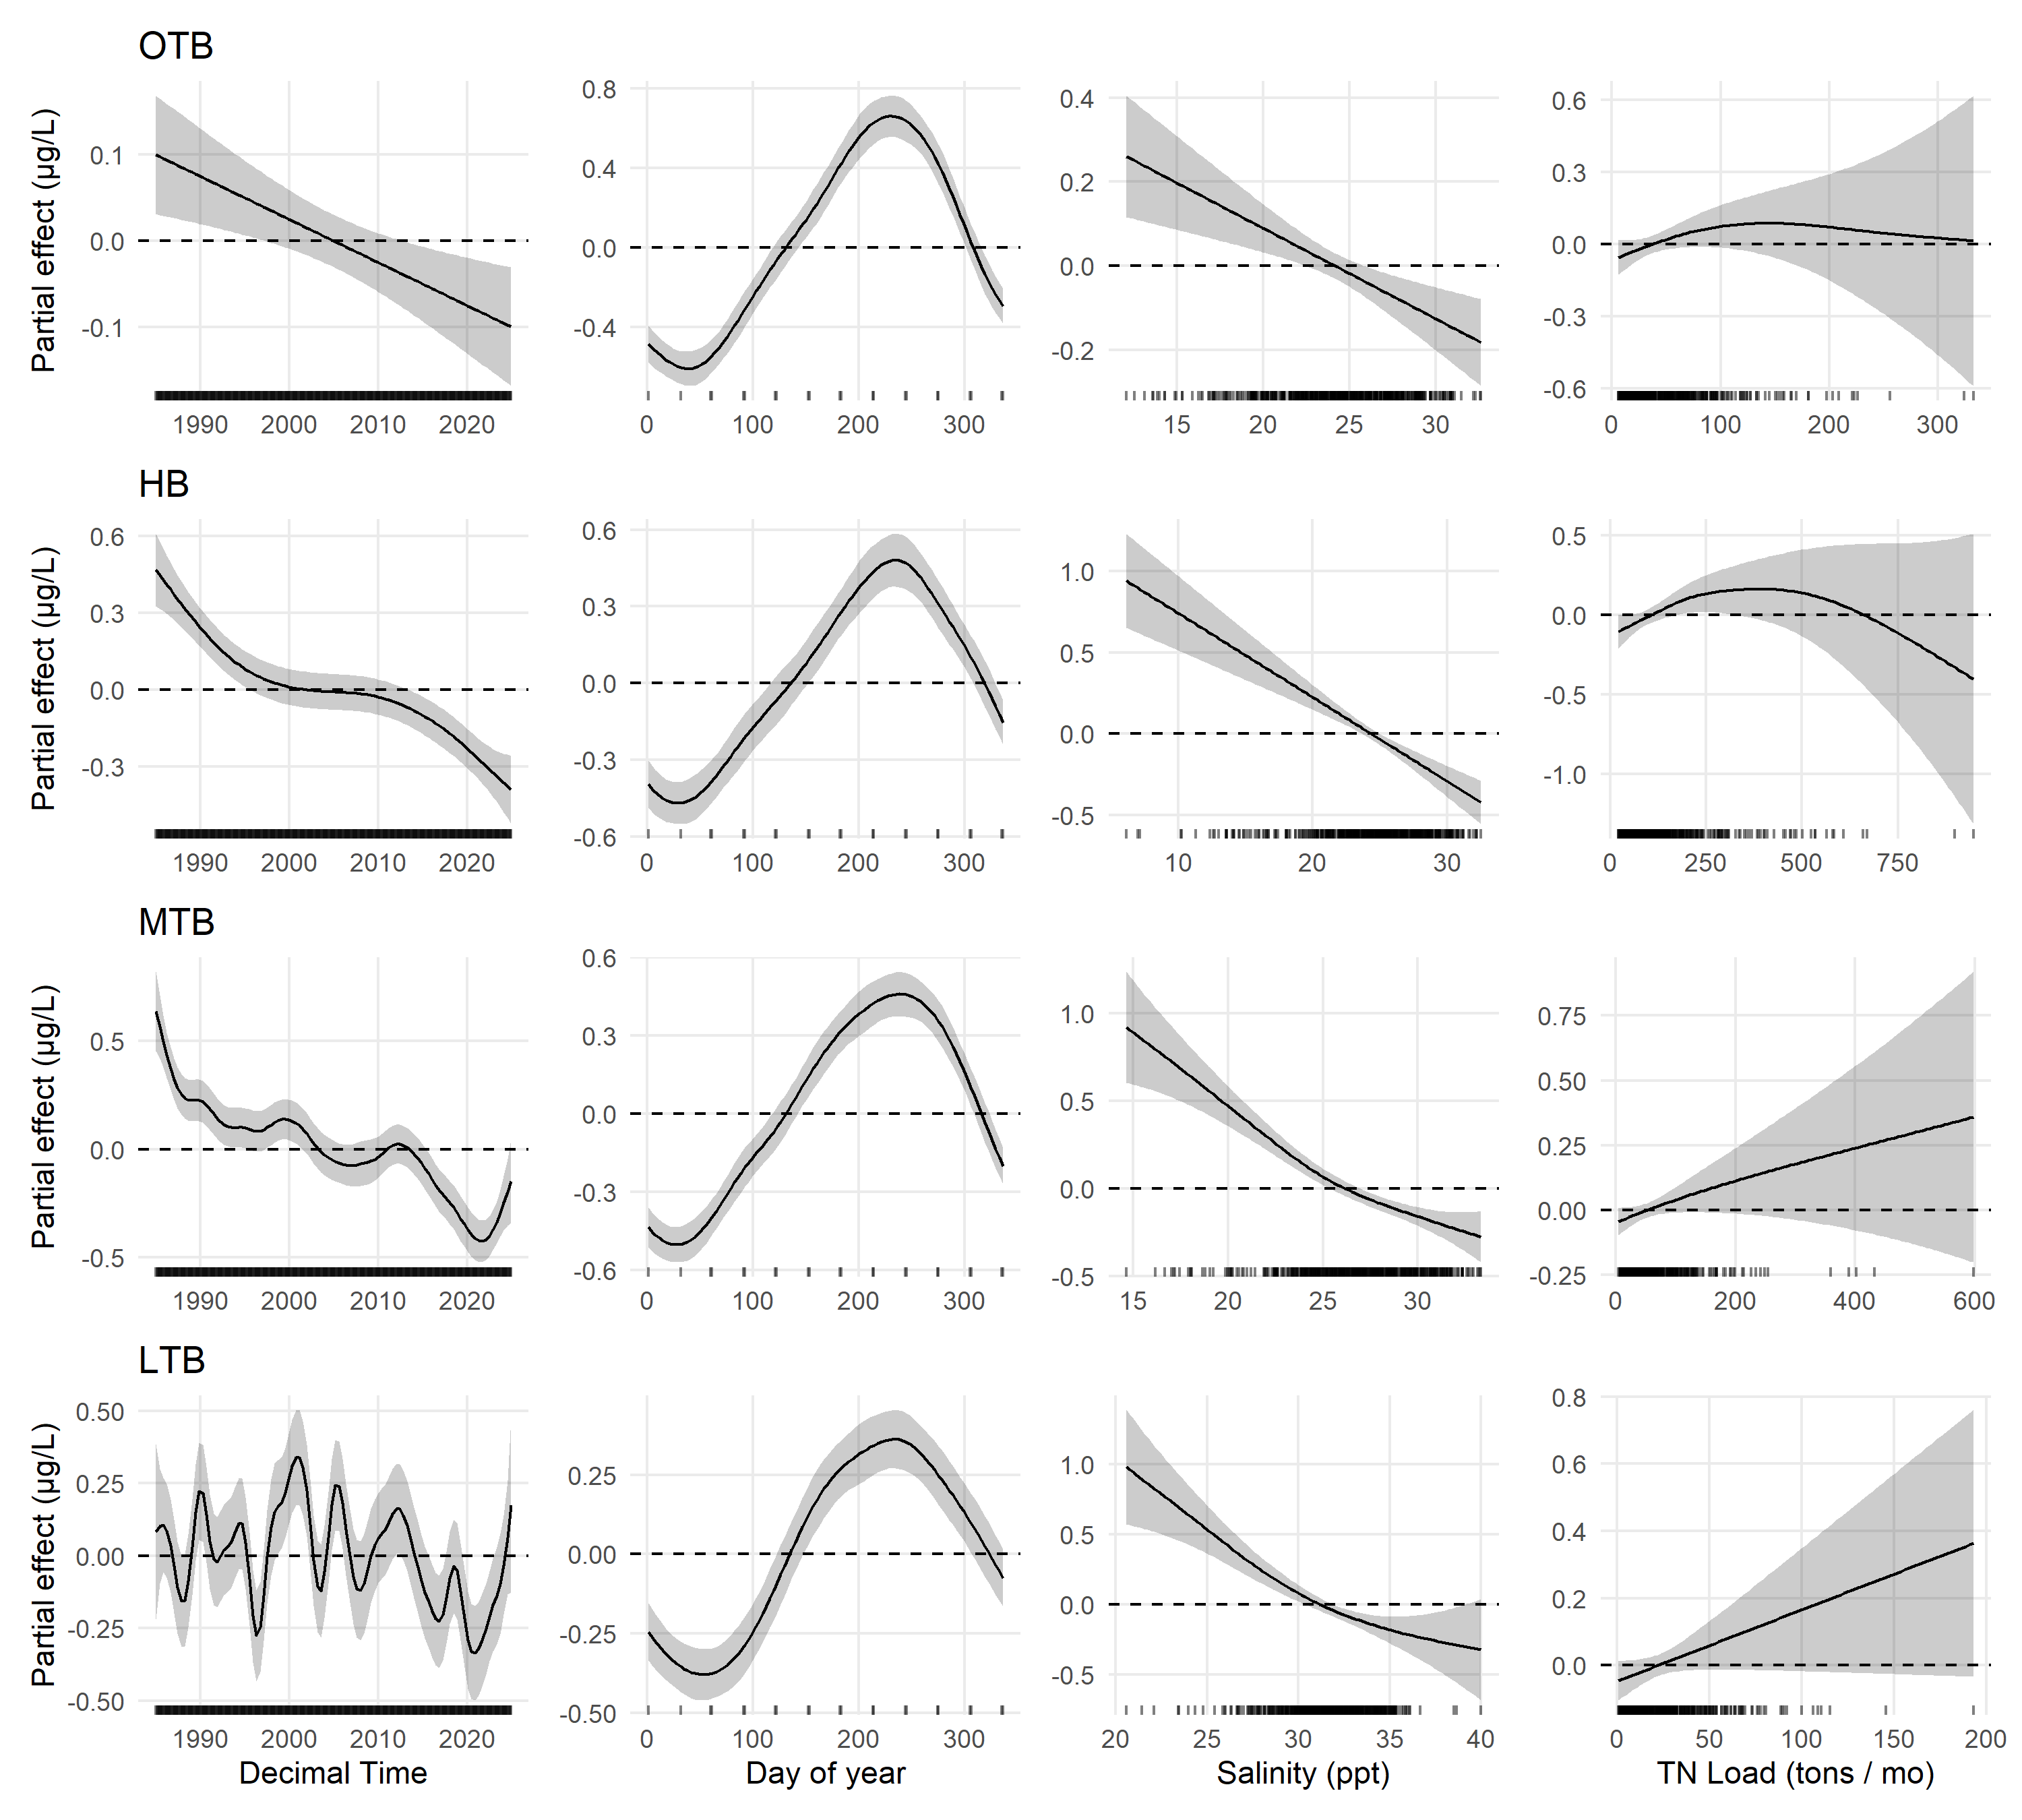 OTB
Partial effect (µg/L)
0.1
0.0
-0.1
1990 2000 2010 2020
0.8
0.4
0.0
-0.4
0 100 200 300
0.4
0.2
0.0
-0.2
15 20 25 30
0.6
0.3
0.0
-0.3
-0.6
0 100 200 300
HB
Partial effect (µg/L)
0.6
0.3
0.0
-0.3
1990 2000 2010 2020
0.6
0.3
0.0
-0.3
-0.6
0 100 200 300
1.0
0.5
0.0
-0.5
10 20 30
0.5
0.0
-0.5
-1.0
0 250 500 750
MTB
Partial effect (µg/L)
0.5
0.0
-0.5
1990 2000 2010 2020
0.6
0.3
0.0
-0.3
-0.6
0 100 200 300
1.0
0.5
0.0
-0.5
15 20 25 30
0.75
0.50
0.25
0.00
-0.25
0 200 400 600
LTB
Partial effect (µg/L)
0.50
0.25
0.00
-0.25
-0.50
1990 2000 2010 2020
Decimal Time
0.25
0.00
-0.25
-0.50
0 100 200 300
Day of year
1.0
0.5
0.0
-0.5
20 25 30 35 40
Salinity (ppt)
0.8
0.6
0.4
0.2
0.0
0 50 100 150 200
TN Load (tons / mo)